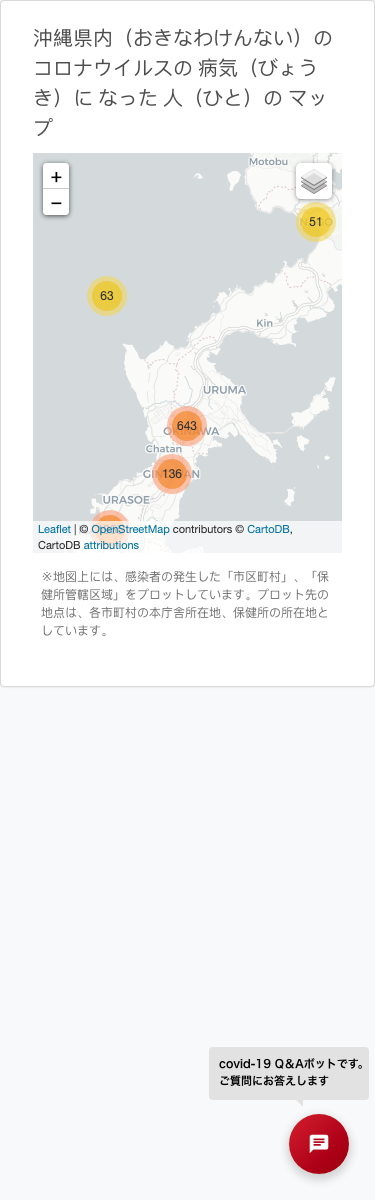 沖縄県内（おきなわけんない）の
コロナウイルスの 病気（びょう
き）に なった 人（ひと）の マッ
プ
+
−
Motobu
51
63
Kin
URUMA
643
Chatan
136
URASOE
Leaflet | © OpenStreetMap contributors © CartoDB,
CartoDB attributions
※地図上には、感染者の発生した「市区町村」、「保
健所管轄区域」をプロットしています。プロット先の
地点は、各市町村の本庁舎所在地、保健所の所在地と
しています。
covid-19 Q&Aボットです。
ご質問にお答えします